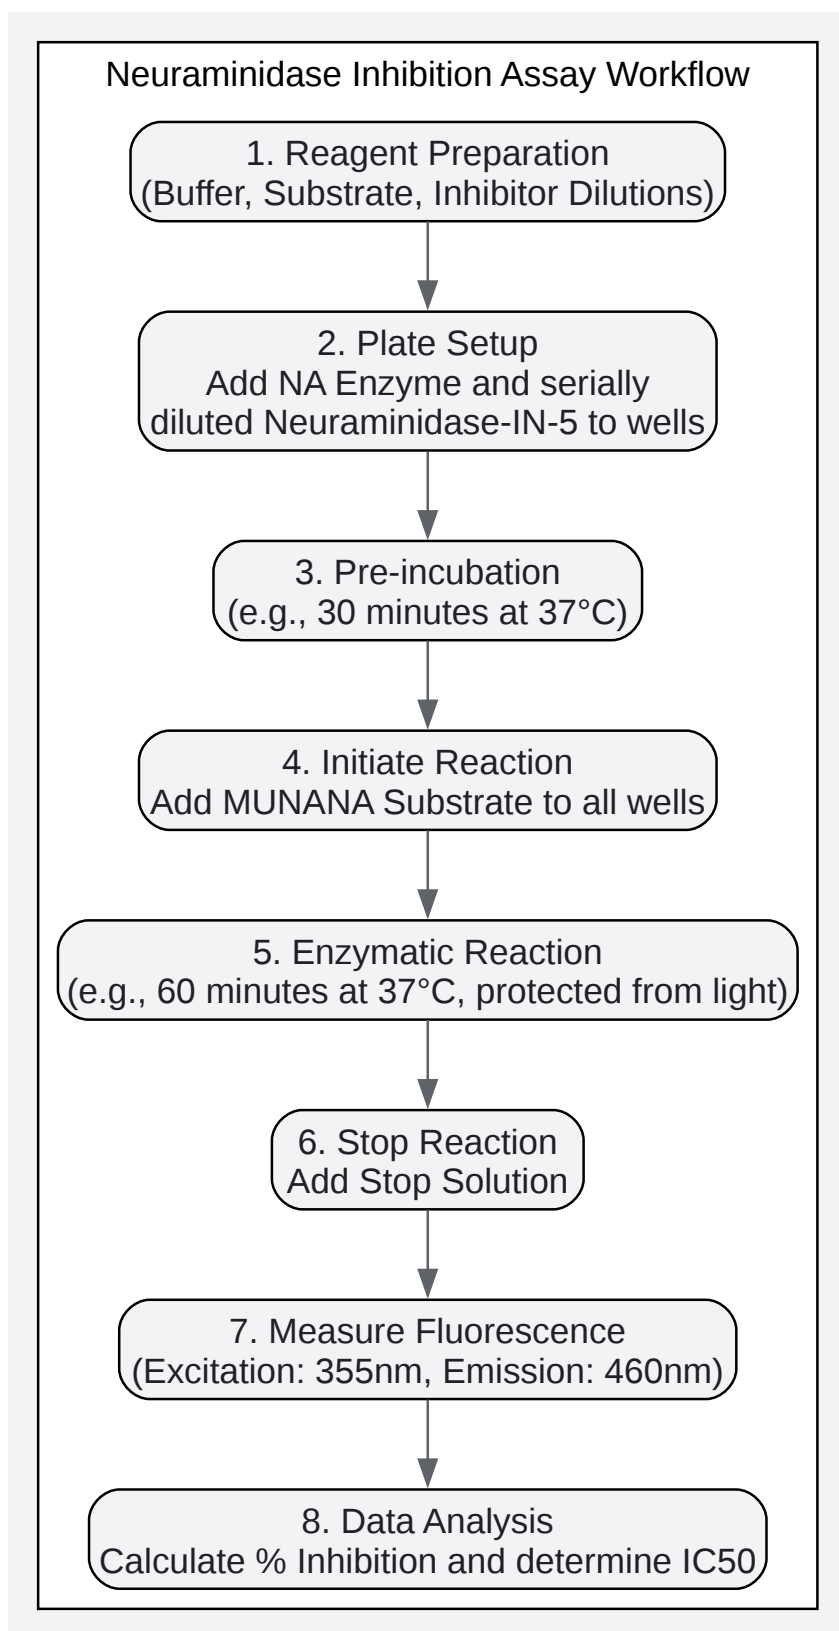 Neuraminidase Inhibition Assay Workflow
1. Reagent Preparation
(Buffer, Substrate, Inhibitor Dilutions)
2. Plate Setup
Add NA Enzyme and serially
diluted Neuraminidase-IN-5 to wells
3. Pre-incubation
(e.g., 30 minutes at 37°C)
4. Initiate Reaction
Add MUNANA Substrate to all wells
5. Enzymatic Reaction
(e.g., 60 minutes at 37°C, protected from light)
6. Stop Reaction
Add Stop Solution
7. Measure Fluorescence
(Excitation: 355nm, Emission: 460nm)
8. Data Analysis
Calculate % Inhibition and determine IC50